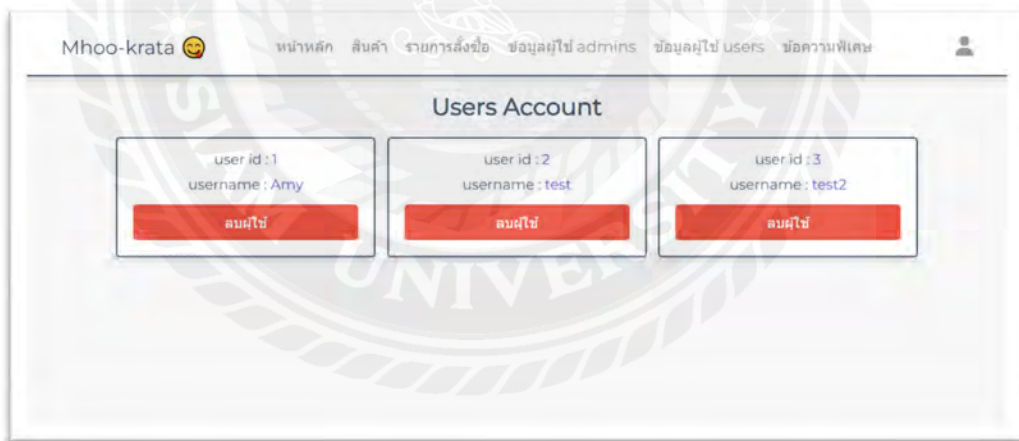 Mhoo-krata 😋 หน้าหลัก สินค้า รายการสั่งซื้อ ข้อมูลผู้ใช้ admins ข้อมูลผู้ใช้ users ข้อความพิเศษ
Users Account
user id : 1
username : Amy
ลบผู้ใช้
user id : 2
username : test
ลบผู้ใช้
user id : 3
username : test2
ลบผู้ใช้
SIAM UNIVERSITY